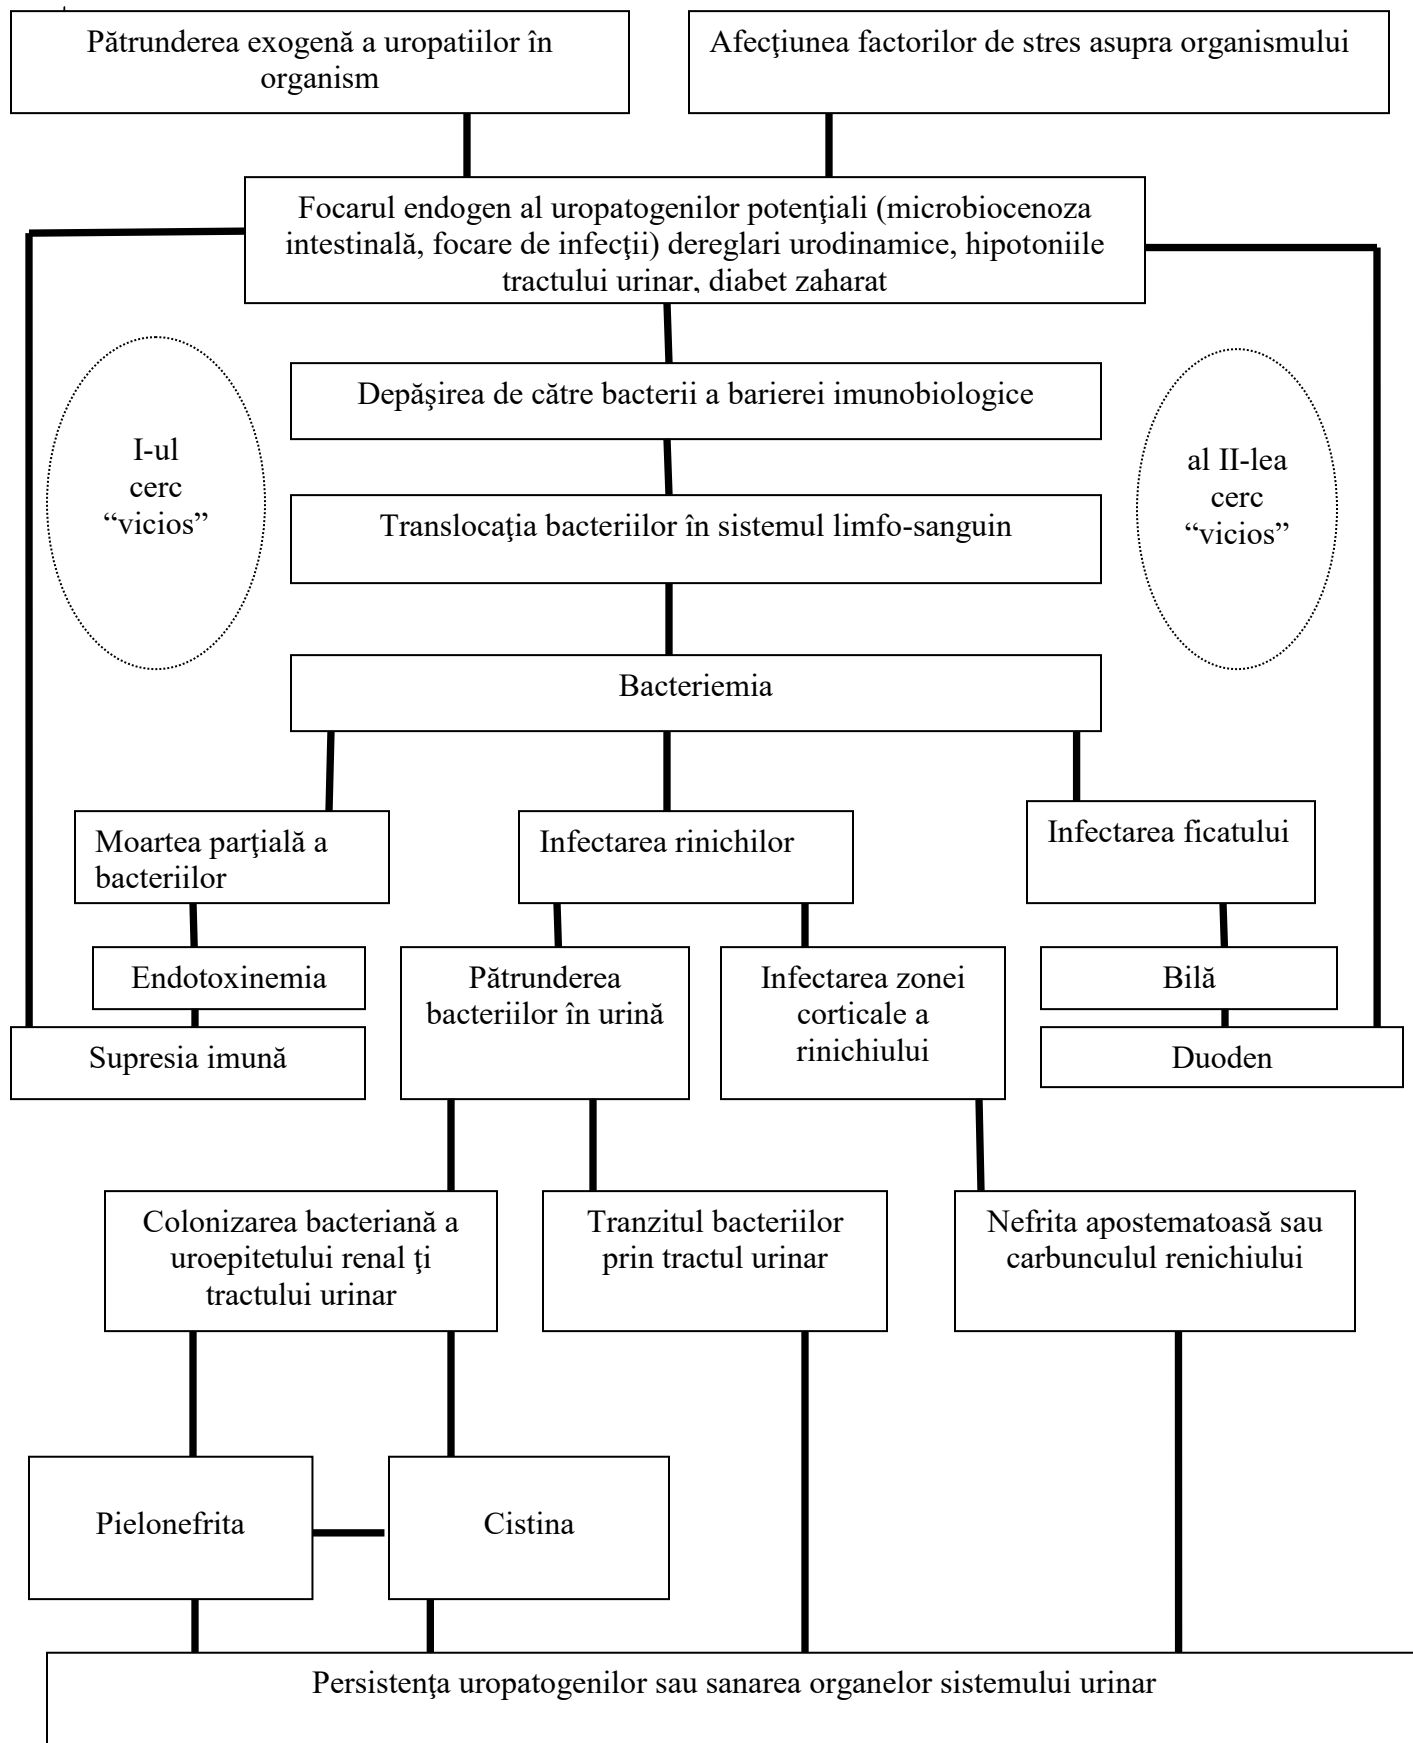 Pătrunderea exogenă a uropatiilor în
organism
Afecţiunea factorilor de stres asupra organismului
Focarul endogen al uropatogenilor potenţiali (microbiocenoza
intestinală, focare de infecţii) dereglari urodinamice, hipotoniile
tractului urinar, diabet zaharat
I-ul
cerc
“vicios”
al II-lea
cerc
“vicios”
Depăşirea de către bacterii a barierei imunobiologice
Translocaţia bacteriilor în sistemul limfo-sanguin
Bacteriemia
Moartea parţială a
bacteriilor
Infectarea rinichilor
Infectarea ficatului
Endotoxinemia
Pătrunderea
bacteriilor în urină
Infectarea zonei
corticale a
rinichiului
Bilă
Supresia imună
Duoden
Colonizarea bacteriană a
uroepitetului renal ţi
tractului urinar
Tranzitul bacteriilor
prin tractul urinar
Nefrita apostematoasă sau
carbunculul renichiului
Pielonefrita
Cistina
Persistenţa uropatogenilor sau sanarea organelor sistemului urinar